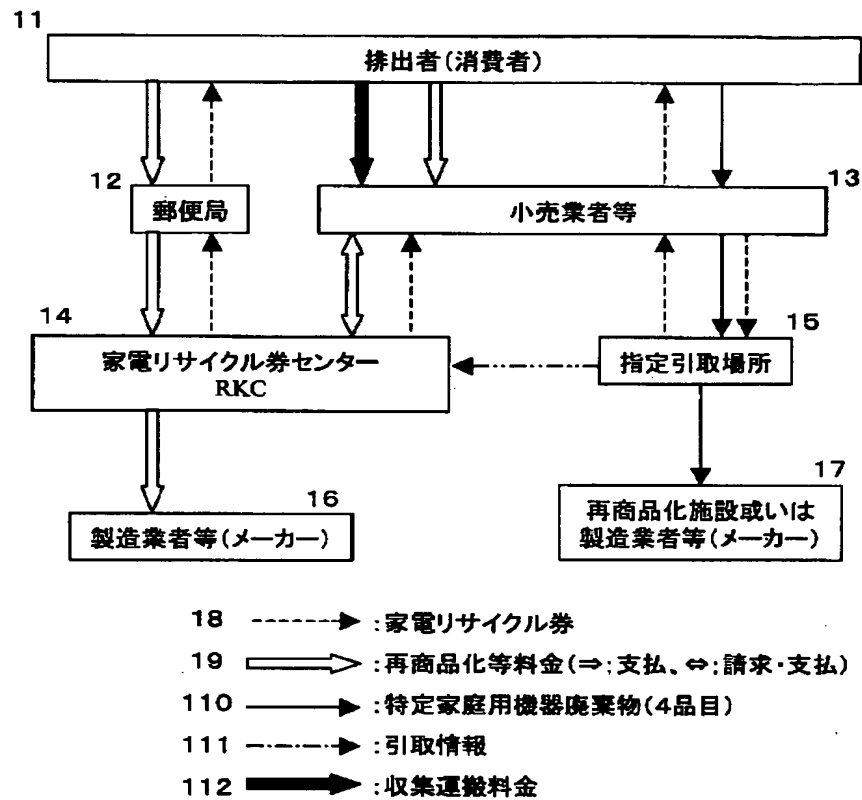 11
排出者(消費者)
12
13
郵便局
小売業者等
14
15
家電リサイクル券センター
RKC
指定引取場所
16
17
製造業者等(メーカー)
再商品化施設或いは
製造業者等(メーカー)
18 :家電リサイクル券
19 :再商品化等料金(⇒;支払、⇔;請求・支払)
110 :特定家庭用機器廃棄物(4品目)
111 :引取情報
112 :収集運搬料金